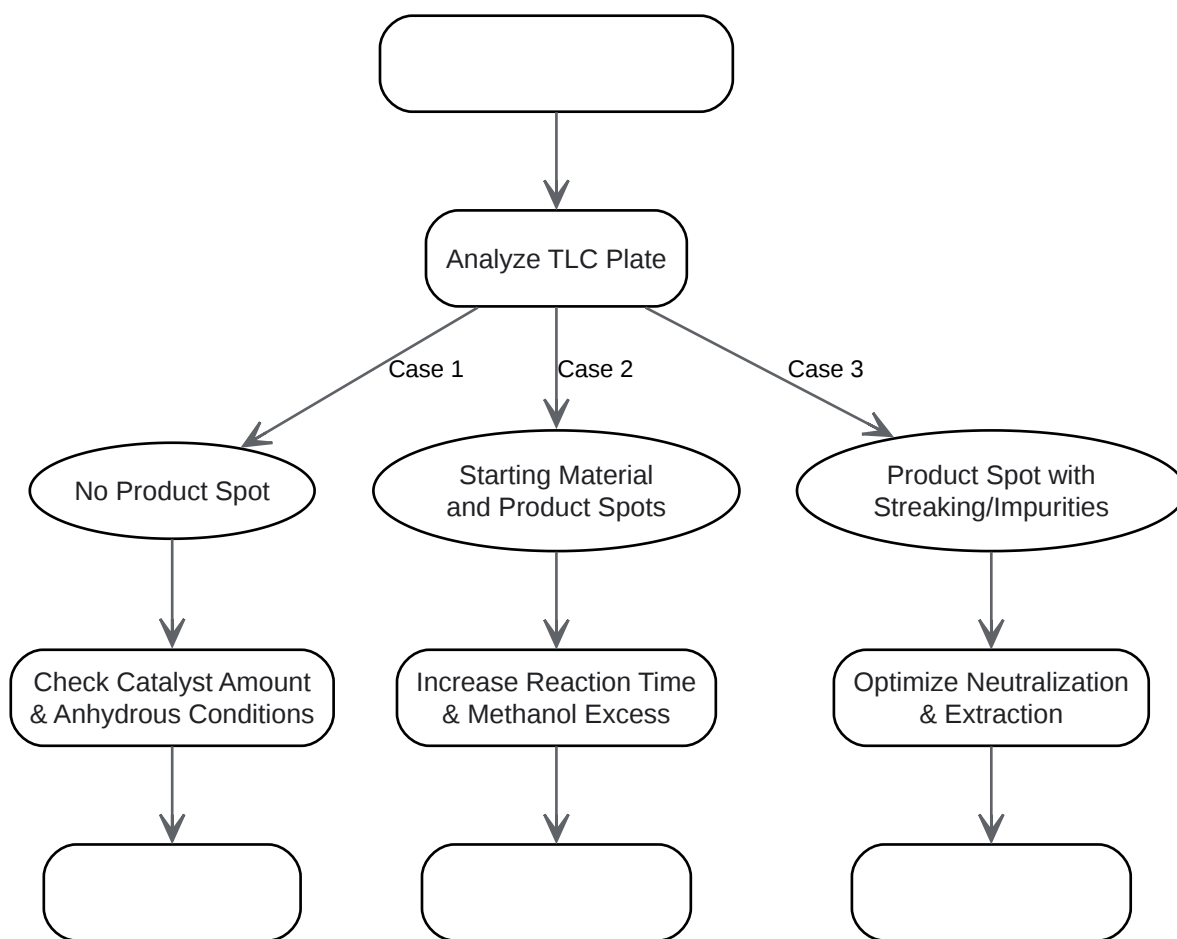 Analyze TLC Plate
Case 1
Case 2
Case 3
No Product Spot
Starting Material
and Product Spots
Product Spot with
Streaking/Impurities
Check Catalyst Amount
& Anhydrous Conditions
Increase Reaction Time
& Methanol Excess
Optimize Neutralization
& Extraction